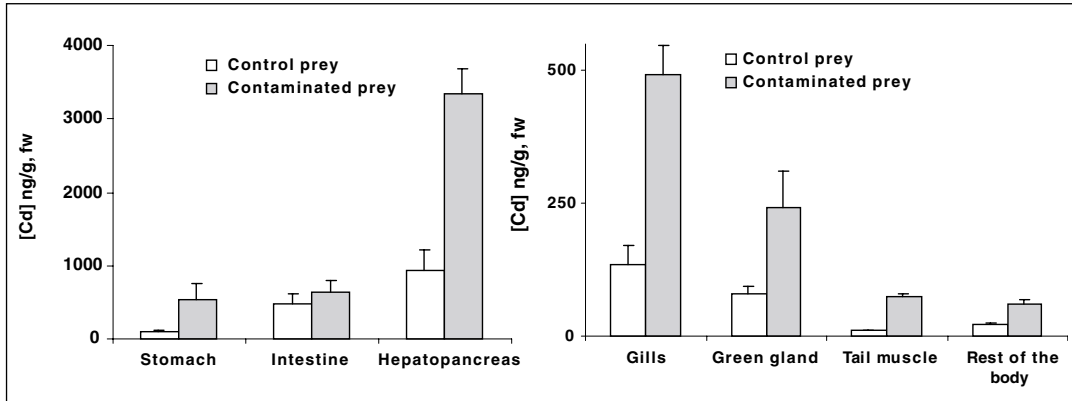 4000
3000
2000
1000
0
[Cd] ng/g, fw
Control prey
Contaminated prey
Stomach
Intestine
Hepatopancreas
500
250
0
[Cd] ng/g, fw
Control prey
Contaminated prey
Gills
Green gland
Tail muscle
Rest of the
body